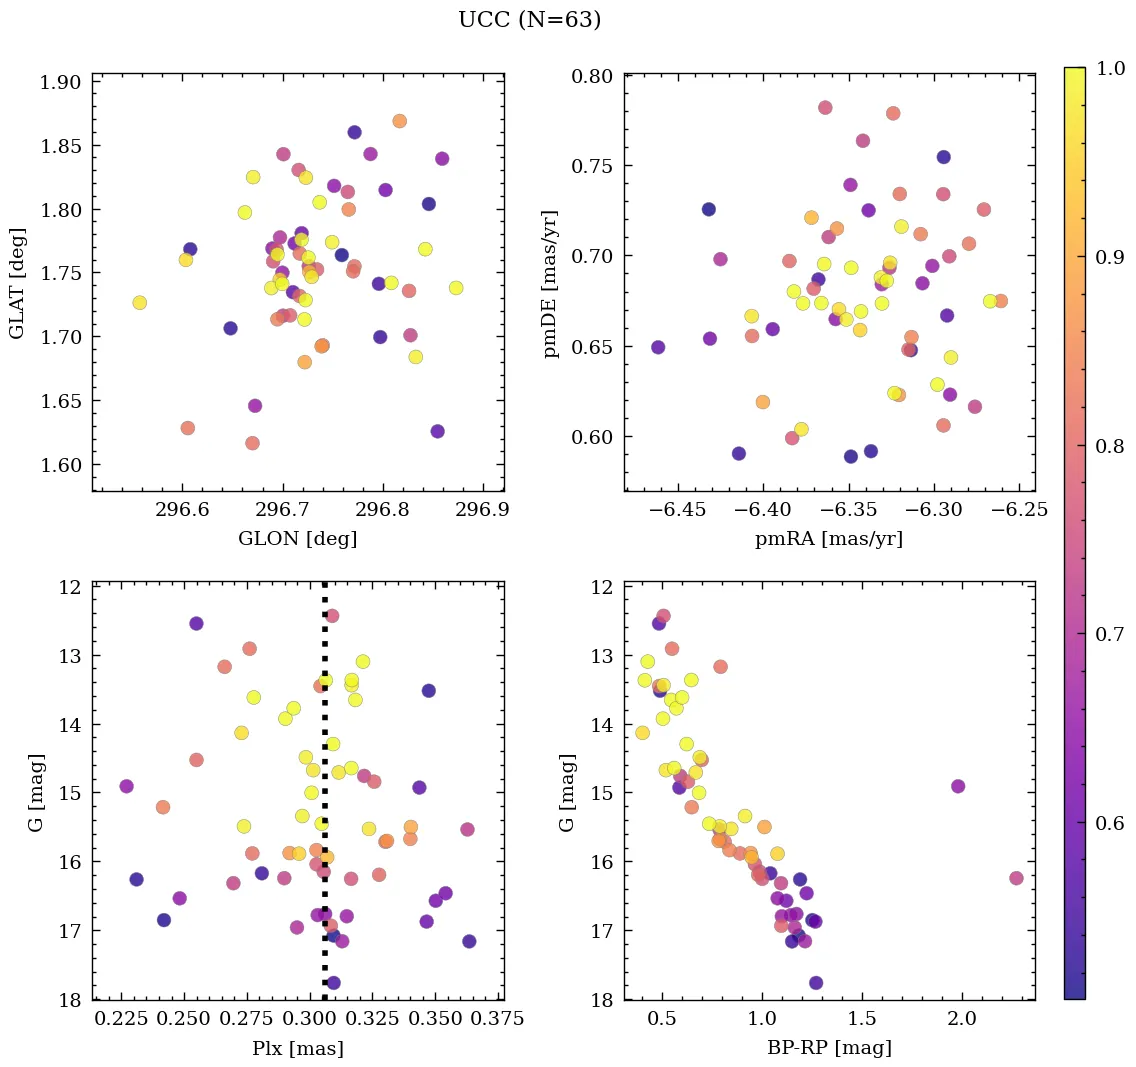 UCC (N=63)
1.90
1.85
1.80
1.75
1.70
1.65
1.60
GLAT [deg]
296.6 296.7 296.8 296.9
GLON [deg]
0.80
0.75
0.70
0.65
0.60
pmDE [mas/yr]
−6.45 −6.40 −6.35 −6.30 −6.25
pmRA [mas/yr]
1.0
0.9
0.8
0.7
0.6
12
13
14
15
16
17
18
G [mag]
0.225 0.250 0.275 0.300 0.325 0.350 0.375
Plx [mas]
12
13
14
15
16
17
18
G [mag]
0.5 1.0 1.5 2.0
BP-RP [mag]